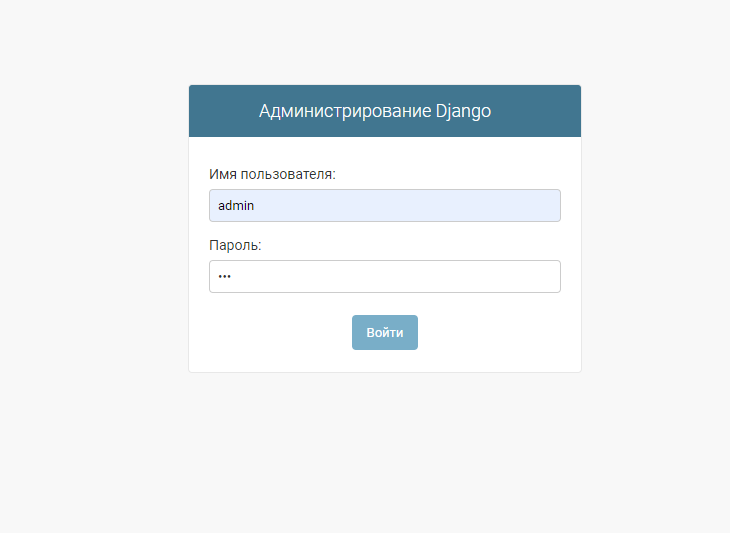 Администрирование Django
Имя пользователя:
admin
Пароль:
•••
Войти